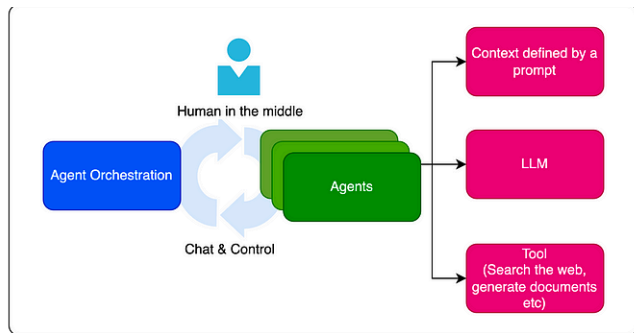 Human in the middle
Agent Orchestration
Agents
Chat & Control
Context defined by a
prompt
LLM
Tool
(Search the web,
generate documents
etc)